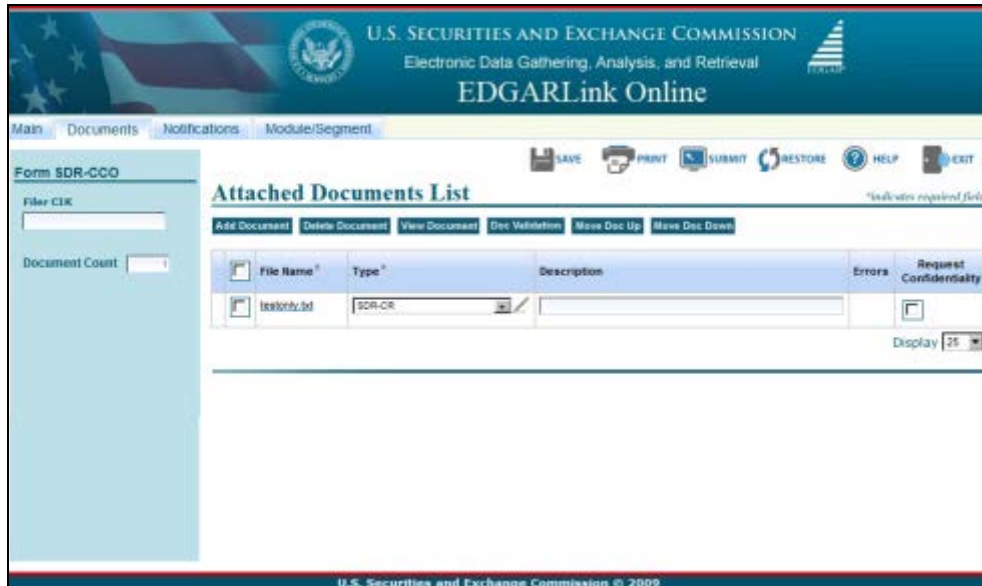 U.S. SECURITIES AND EXCHANGE COMMISSION
Electronic Data Gathering, Analysis, and Retrieval
EDGARLink Online
EDGAR
Main Documents Notifications Module/Segment
SAVE PRINT SUBMIT RESTORE HELP EXIT
Form SDR-CCO
Attached Documents List
*indicates required field
Filer CIK
Add Document Delete Document View Document Doc Validation Move Doc Up Move Doc Down
Document Count 1
File Name* Type* Description Errors Request Confidentiality
testonly.txt SDR-CR
Display 25
U.S. Securities and Exchange Commission © 2009